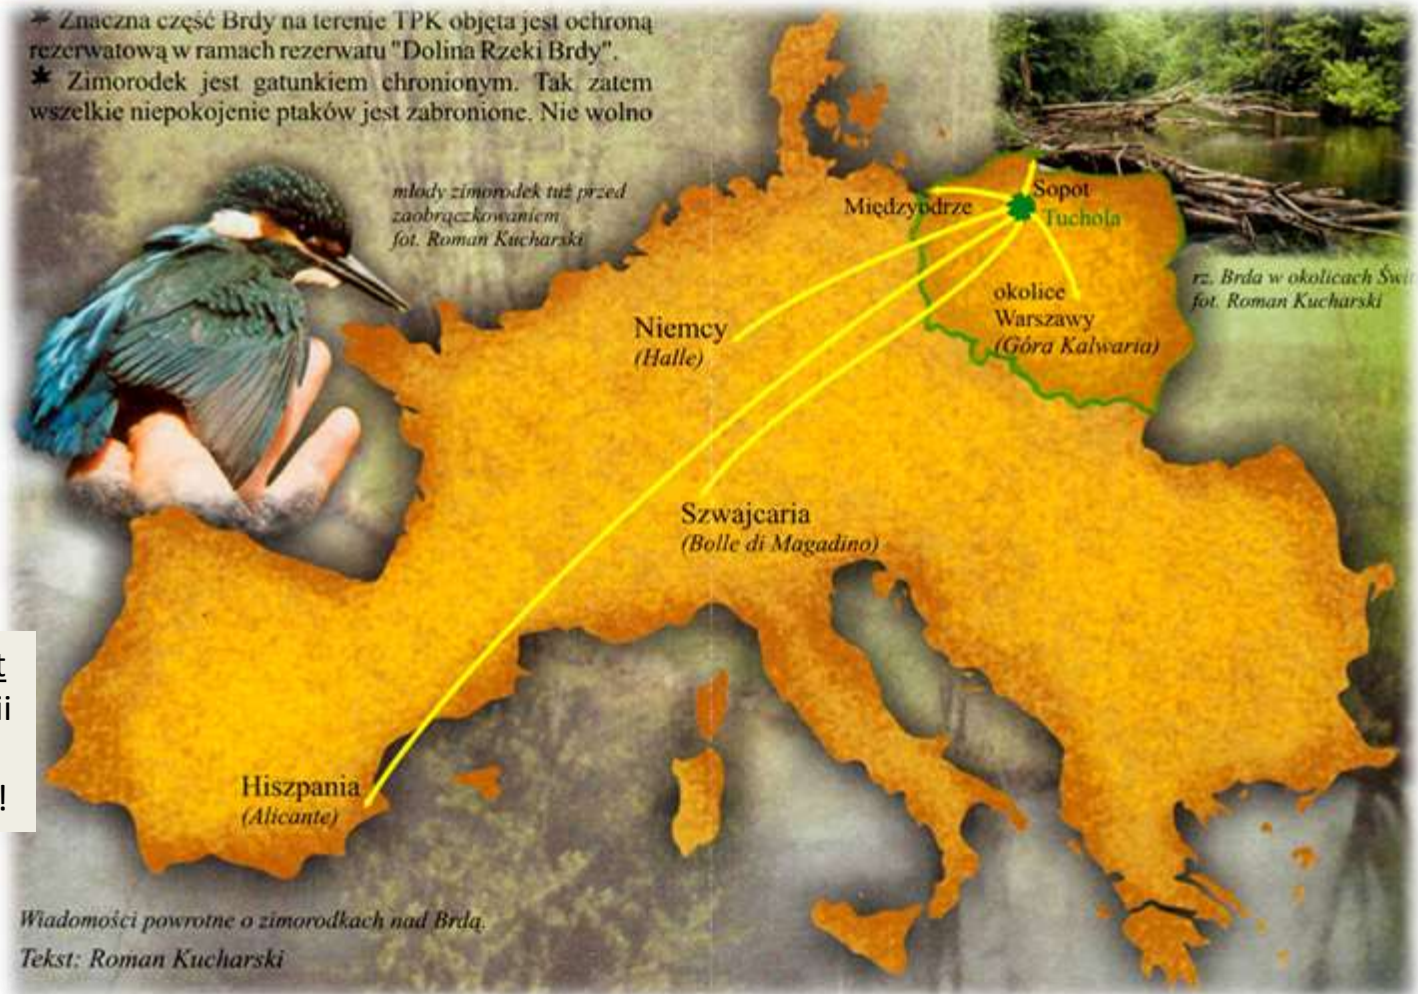 * Znaczna część Brdy na terenie TPK objęta jest ochroną
rezerwatową w ramach rezerwatu "Dolina Rzeki Brdy".
* Zimorodek jest gatunkiem chronionym. Tak zatem
wszelkie niepokojenie ptaków jest zabronione. Nie wolno
młody zimorodek tuż przed
zaobrączkowaniem
fot. Roman Kucharski
Międzyodrze
Sopot
Tuchola
rz. Brda w okolicach
fot. Roman Kucharski
okolice
Warszawy
(Góra Kalwaria)
Niemcy
(Halle)
Szwajcaria
(Bolle di Magadino)
Hiszpania
(Alicante)
Wiadomości powrotne o zimorodkach nad Brdą.
Tekst: Roman Kucharski